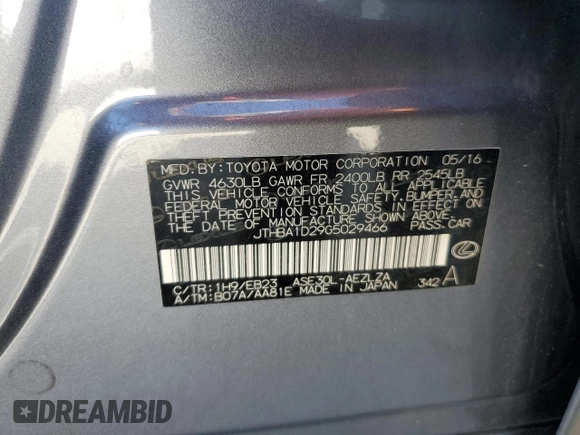 MFD. BY: TOYOTA MOTOR CORPORATION 05/16
GVWR 4630LB GAWR FR 2400LB RR 2545LB
THIS VEHICLE CONFORMS TO ALL APPLICABLE
FEDERAL MOTOR VEHICLE SAFETY, BUMPER, AND
THEFT PREVENTION STANDARDS IN EFFECT ON
THE DATE OF MANUFACTURE SHOWN ABOVE.
JTHBA1D29G5029466 PASS.CAR
C/TR: 1H9/EB23 ASE30L-AEZLZA
A/TM: B07A/AA81E MADE IN JAPAN 342 A
DREAMBID